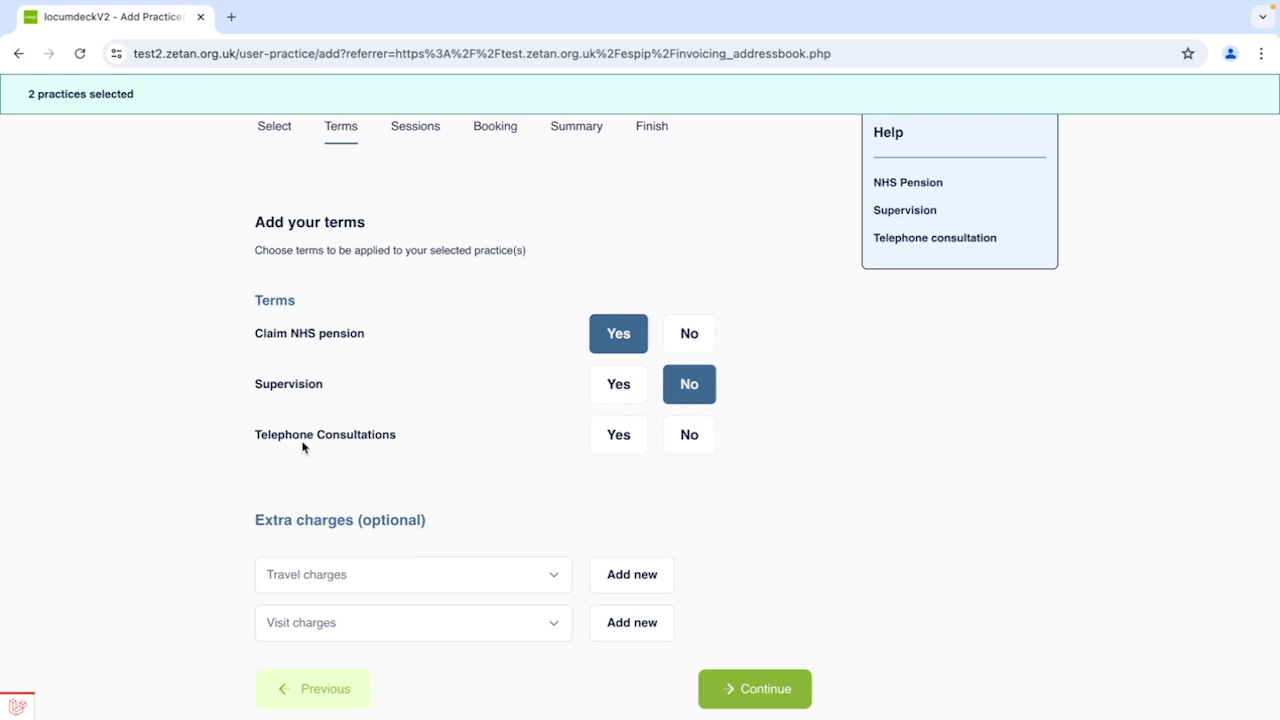 locumdeckV2 - Add Practice(
test2.zetan.org.uk/user-practice/add?referrer=https%3A%2F%2Ftest.zetan.org.uk%2Fespip%2Finvoicing_addressbook.php
2 practices selected
Select Terms Sessions Booking Summary Finish
Help
NHS Pension
Supervision
Telephone consultation
Add your terms
Choose terms to be applied to your selected practice(s)
Terms
Claim NHS pension Yes No
Supervision Yes No
Telephone Consultations Yes No
Extra charges (optional)
Travel charges Add new
Visit charges Add new
Previous Continue